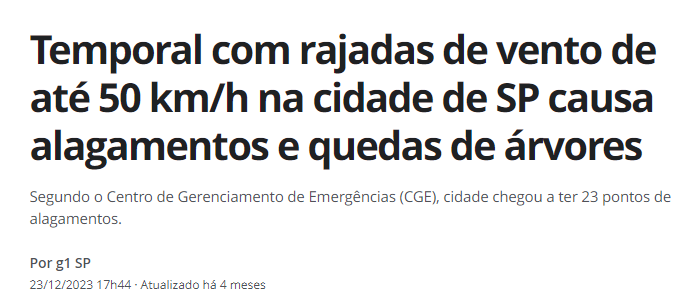 Temporal com rajadas de vento de
até 50 km/h na cidade de SP causa
alagamentos e quedas de árvores
Segundo o Centro de Gerenciamento de Emergências (CGE), cidade chegou a ter 23 pontos de
alagamentos.
Por g1 SP
23/12/2023 17h44 · Atualizado há 4 meses